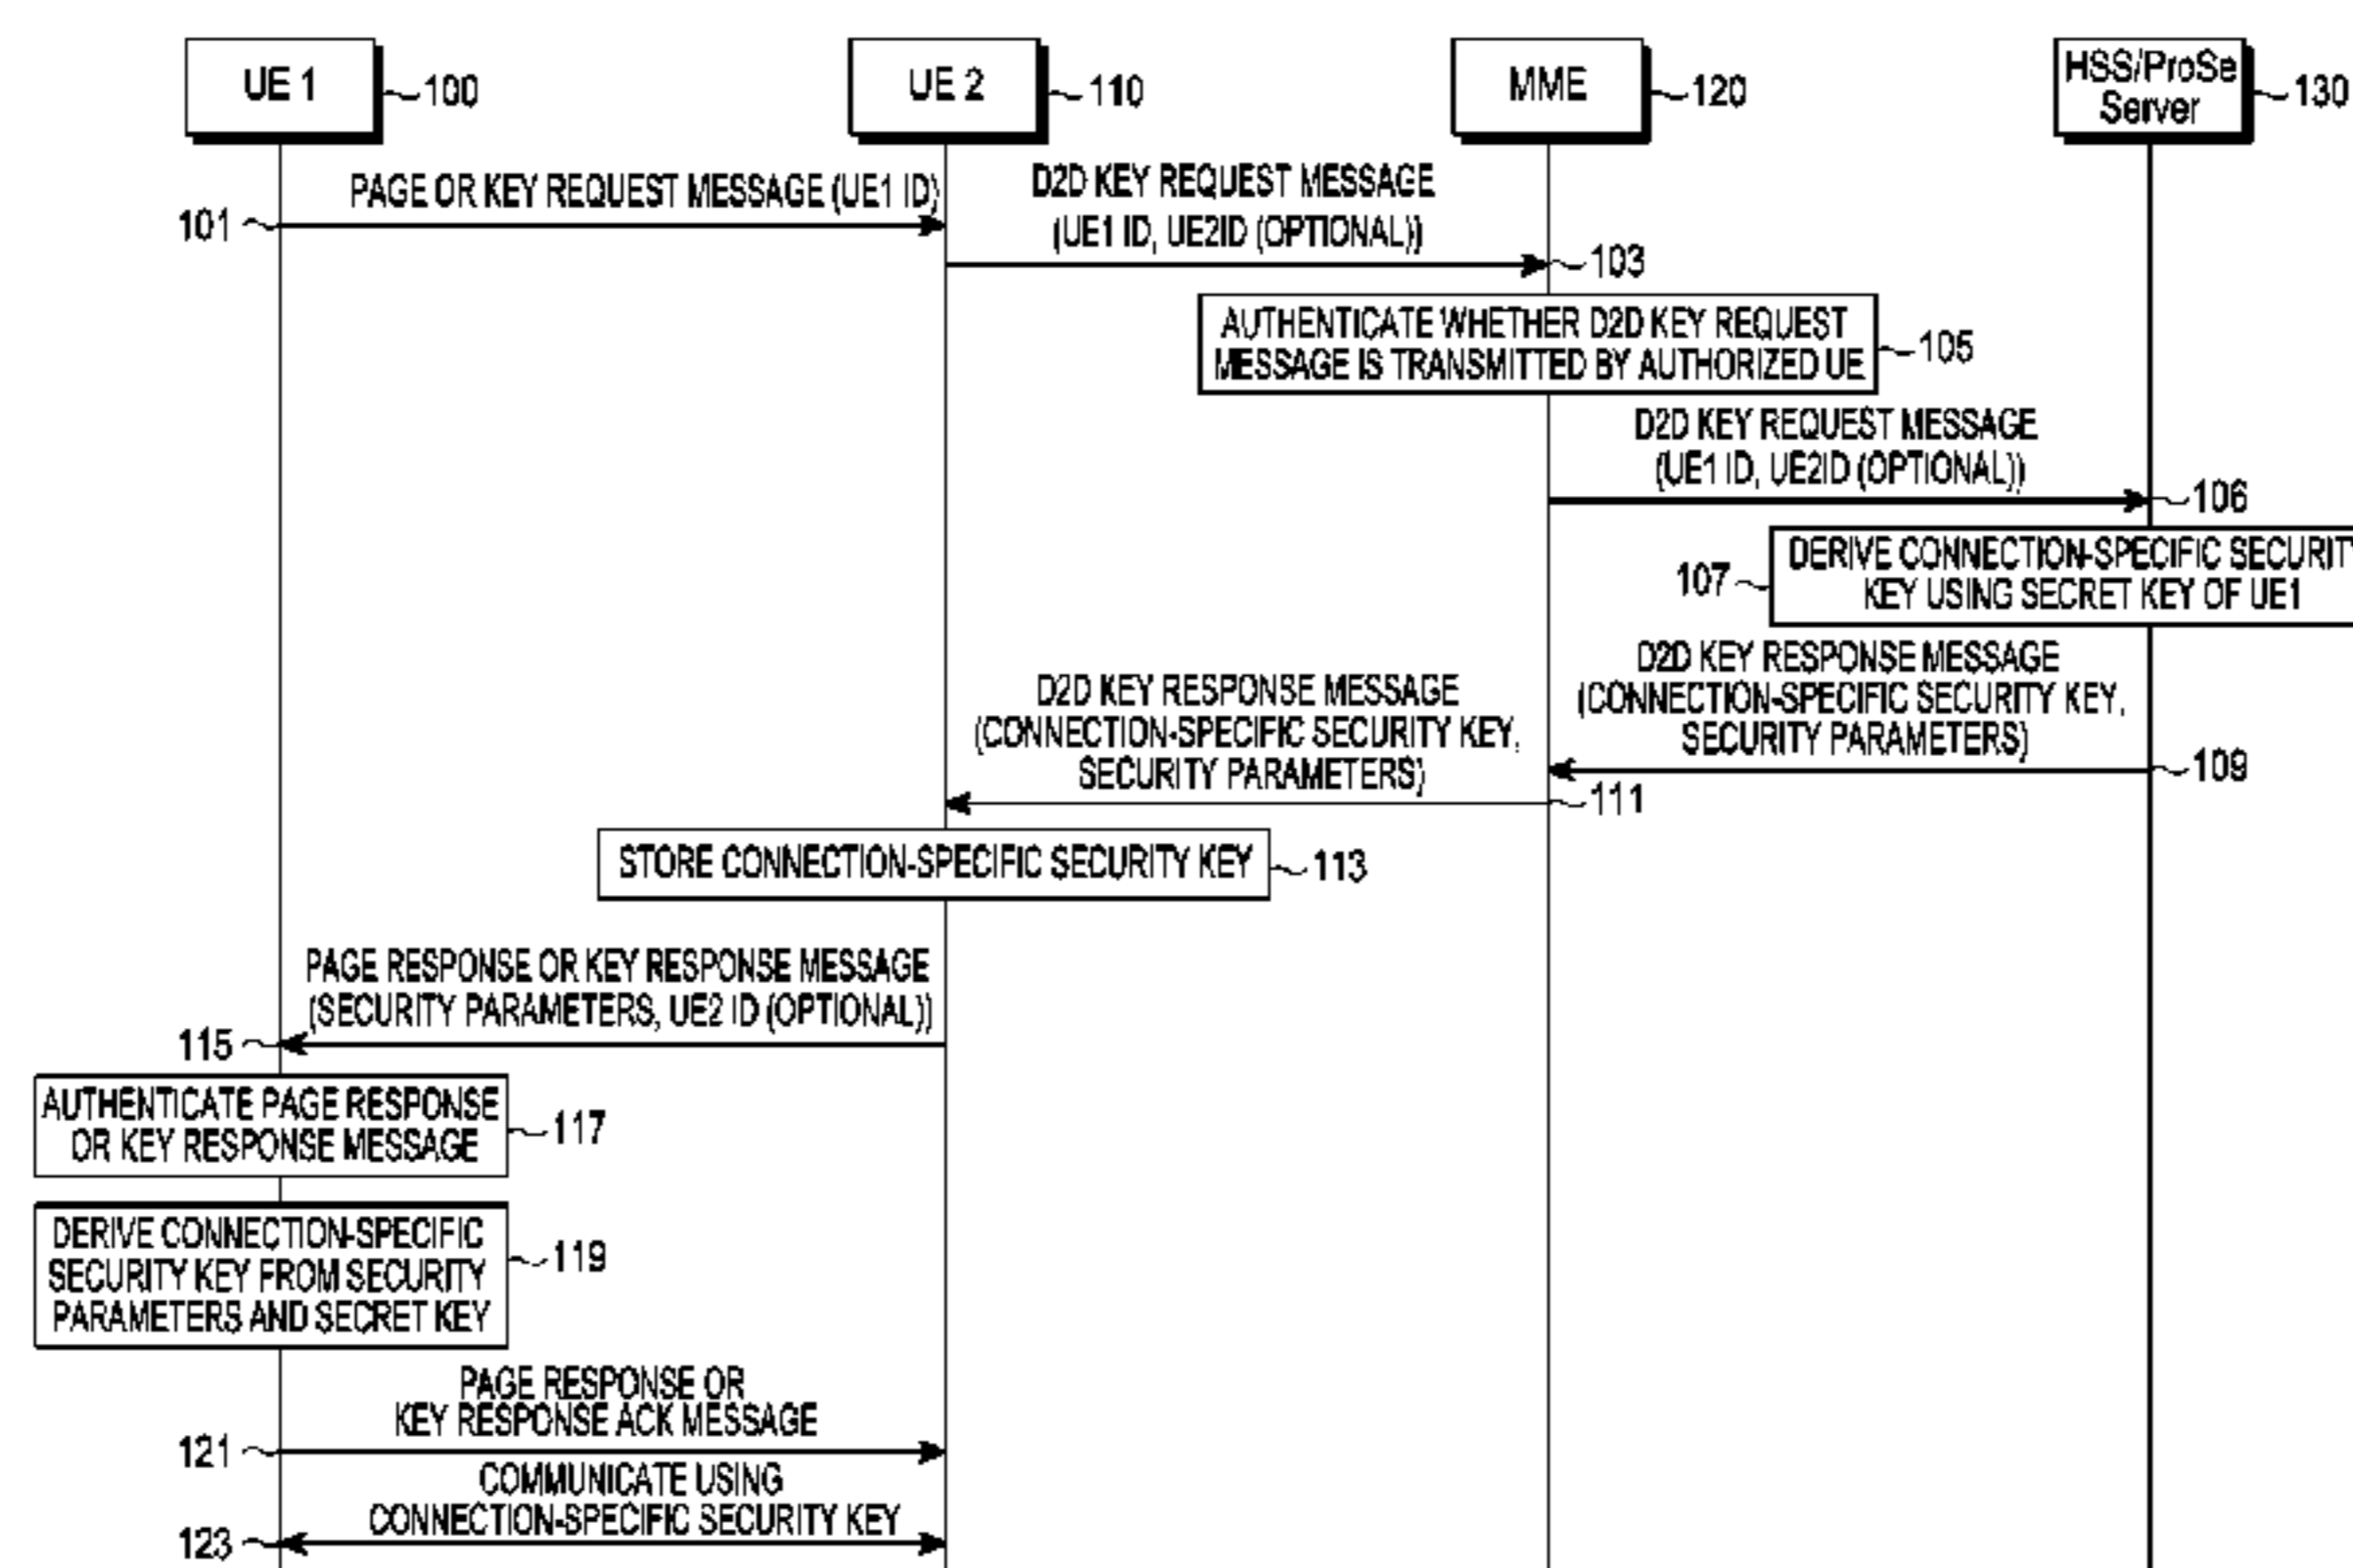 UE 1
100
UE 2
110
MME
120
HSS/ProSe
Server
130
PAGE OR KEY REQUEST MESSAGE (UE1 ID)
101
D2D KEY REQUEST MESSAGE
(UE1 ID, UE2ID (OPTIONAL))
103
AUTHENTICATE WHETHER D2D KEY REQUEST
MESSAGE IS TRANSMITTED BY AUTHORIZED UE
105
D2D KEY REQUEST MESSAGE
(UE1 ID, UE2ID (OPTIONAL))
106
107
DERIVE CONNECTION-SPECIFIC SECURITY
KEY USING SECRET KEY OF UE1
D2D KEY RESPONSE MESSAGE
(CONNECTION-SPECIFIC SECURITY KEY,
SECURITY PARAMETERS)
109
D2D KEY RESPONSE MESSAGE
(CONNECTION-SPECIFIC SECURITY KEY,
SECURITY PARAMETERS)
111
STORE CONNECTION-SPECIFIC SECURITY KEY
113
PAGE RESPONSE OR KEY RESPONSE MESSAGE
(SECURITY PARAMETERS, UE2 ID (OPTIONAL))
115
AUTHENTICATE PAGE RESPONSE
OR KEY RESPONSE MESSAGE
117
DERIVE CONNECTION-SPECIFIC
SECURITY KEY FROM SECURITY
PARAMETERS AND SECRET KEY
119
PAGE RESPONSE OR
KEY RESPONSE ACK MESSAGE
121
COMMUNICATE USING
CONNECTION-SPECIFIC SECURITY KEY
123